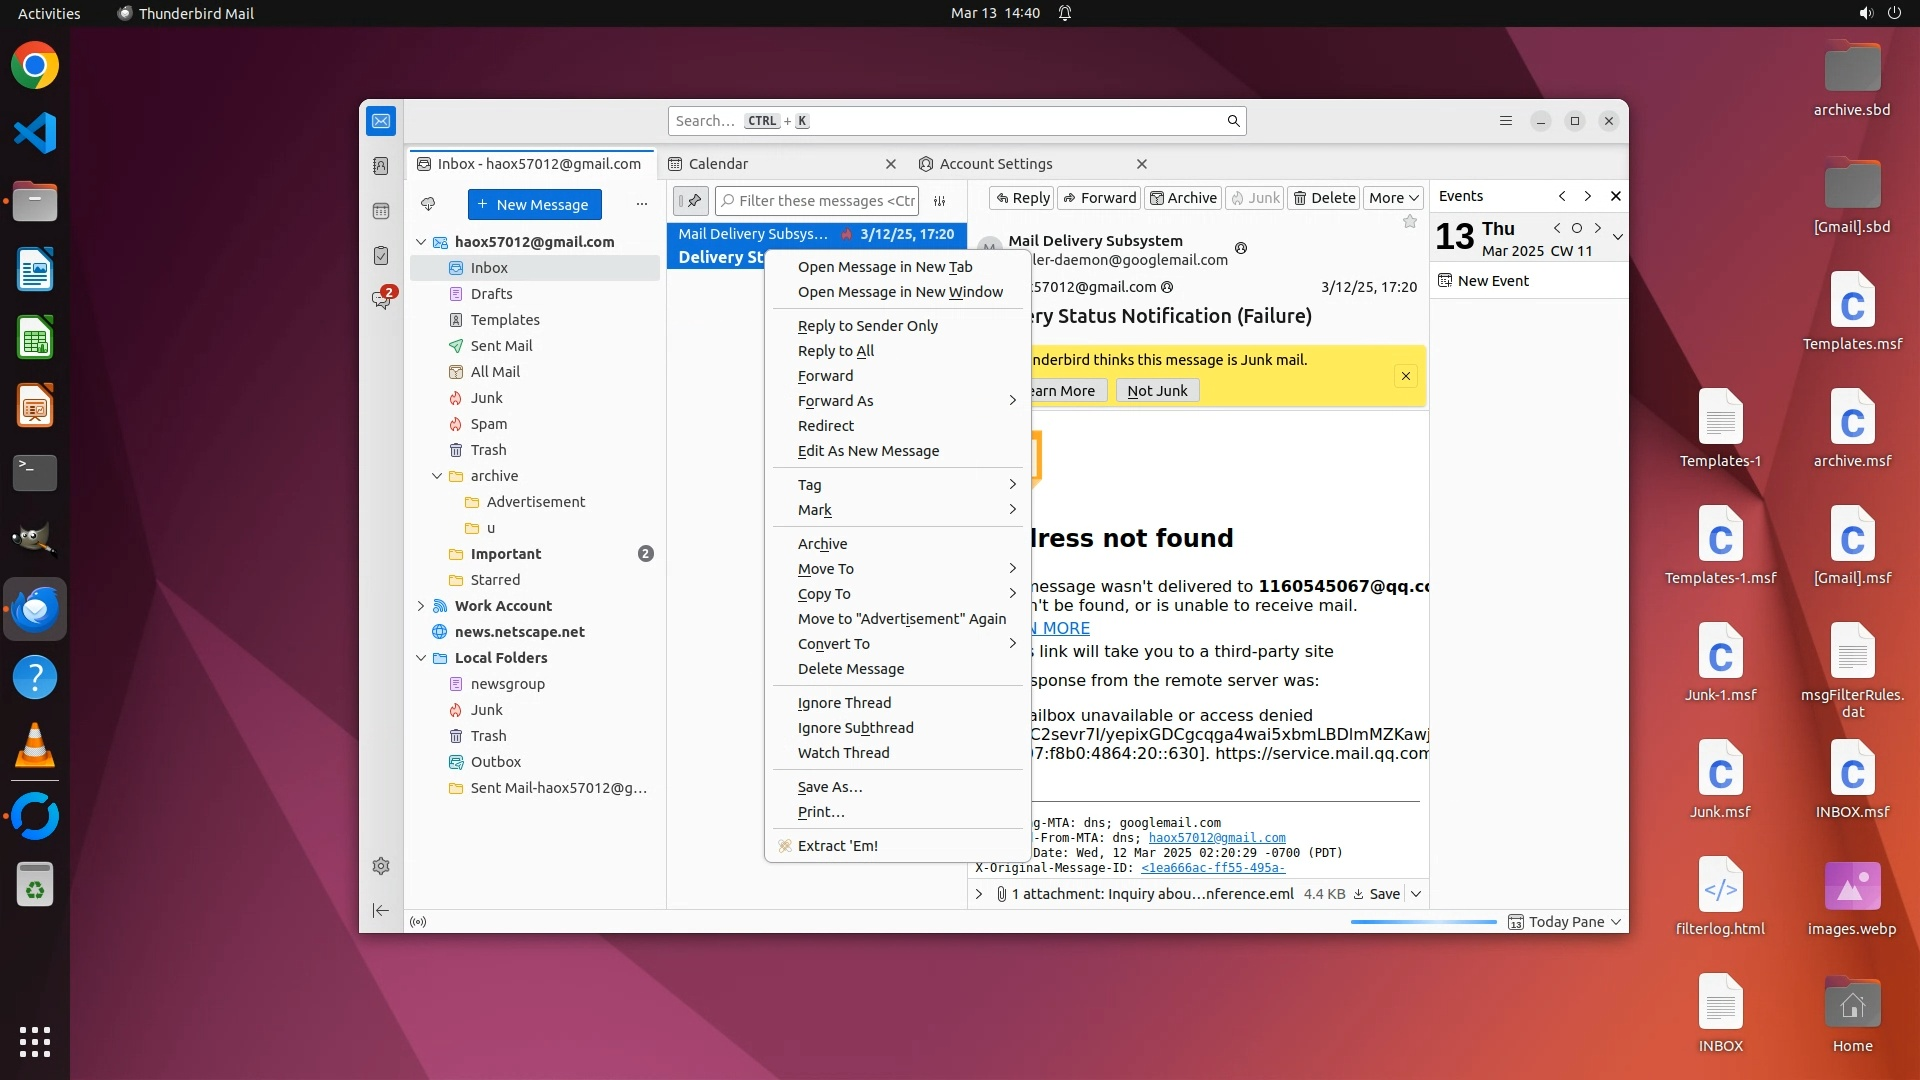 Activities
Thunderbird Mail
Mar 13 14:40
Search... CTRL + K
Inbox - haox57012@gmail.com
Calendar
Account Settings
New Message
Filter these messages <Ctr
Reply
Forward
Archive
Junk
Delete
More
Events
haox57012@gmail.com
Inbox
Drafts
Templates
Sent Mail
All Mail
Junk
Spam
Trash
archive
Advertisement
u
Important 2
Starred
Work Account
news.netscape.net
Local Folders
newsgroup
Junk
Trash
Outbox
Sent Mail-haox57012@g...
2
Mail Delivery Subsys... 3/12/25, 17:20
Delivery St
Open Message in New Tab
Open Message in New Window
Reply to Sender Only
Reply to All
Forward
Forward As
Redirect
Edit As New Message
Tag
Mark
Archive
Move To
Copy To
Move to "Advertisement" Again
Convert To
Delete Message
Ignore Thread
Ignore Subthread
Watch Thread
Save As...
Print...
Extract 'Em!
M
Mail Delivery Subsystem
ler-daemon@googlemail.com
57012@gmail.com 3/12/25, 17:20
ery Status Notification (Failure)
nderbird thinks this message is Junk mail.
earn More
Not Junk
dress not found
message wasn't delivered to 1160545067@qq.co
n't be found, or is unable to receive mail.
N MORE
s link will take you to a third-party site
sponse from the remote server was:
ailbox unavailable or access denied
C2sevr7l/yepixGDCgcqga4wai5xbmLBDlmMZKawj
07:f8b0:4864:20::630]. https://service.mail.qq.com
g-MTA: dns; googlemail.com
d-From-MTA: dns; haox57012@gmail.com
Date: Wed, 12 Mar 2025 02:20:29 -0700 (PDT)
X-Original-Message-ID: <1ea666ac-ff55-495a-
1 attachment: Inquiry abou...nference.eml 4.4 KB Save
13 Thu
Mar 2025 CW 11
New Event
13 Today Pane
archive.sbd
[Gmail].sbd
Templates.msf
Templates-1
archive.msf
Templates-1.msf
[Gmail].msf
Junk-1.msf
msgFilterRules.
dat
Junk.msf
INBOX.msf
filterlog.html
images.webp
INBOX
Home